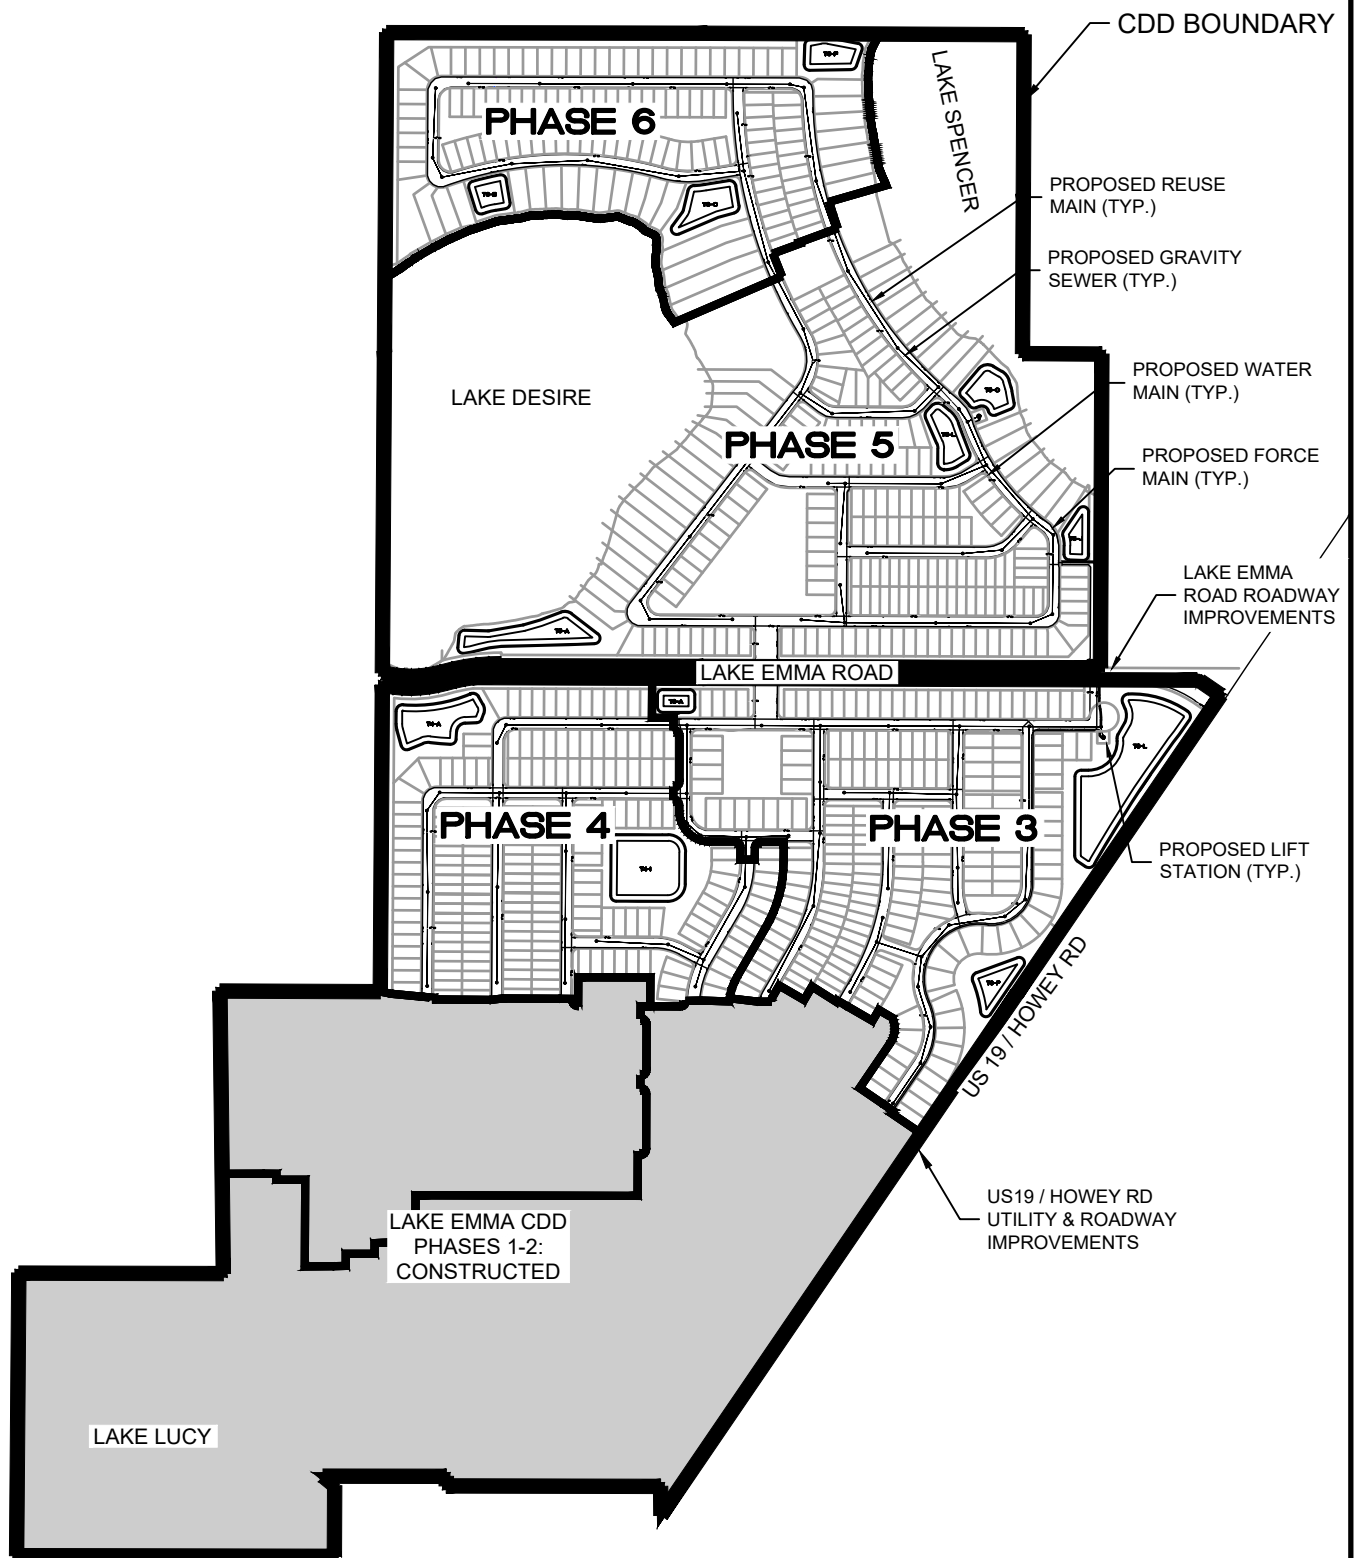 CDD BOUNDARY
LAKE SPENCER
PHASE 6
PROPOSED REUSE
MAIN (TYP.)
PROPOSED GRAVITY
SEWER (TYP.)
LAKE DESIRE
PROPOSED WATER
MAIN (TYP.)
PHASE 5
PROPOSED FORCE
MAIN (TYP.)
LAKE EMMA
ROAD ROADWAY
IMPROVEMENTS
LAKE EMMA ROAD
PHASE 4
PHASE 3
PROPOSED LIFT
STATION (TYP.)
US 19 / HOWEY RD
US19 / HOWEY RD
UTILITY & ROADWAY
IMPROVEMENTS
LAKE EMMA CDD
PHASES 1-2:
CONSTRUCTED
LAKE LUCY